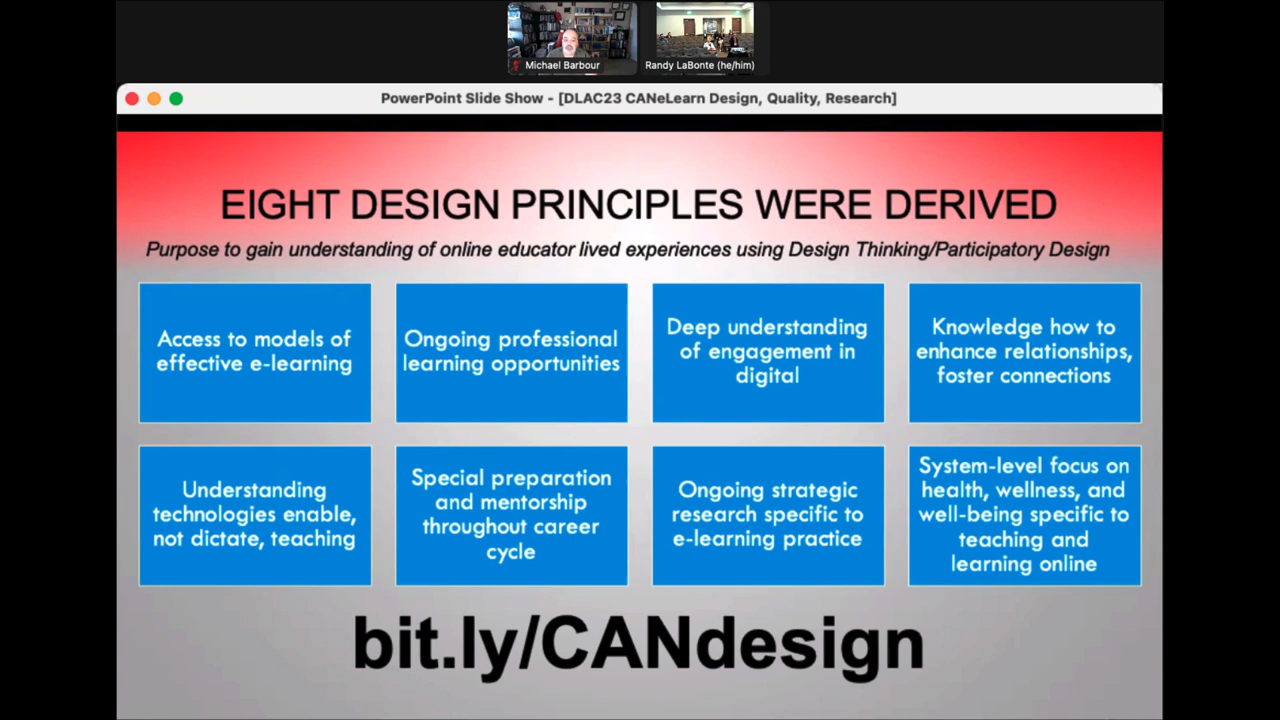 Michael Barbour
Randy LaBonte (he/him)
PowerPoint Slide Show - [DLAC23 CANeLearn Design, Quality, Research]
EIGHT DESIGN PRINCIPLES WERE DERIVED
Purpose to gain understanding of online educator lived experiences using Design Thinking/Participatory Design
Access to models of
effective e-learning
Ongoing professional
learning opportunities
Deep understanding
of engagement in
digital
Knowledge how to
enhance relationships,
foster connections
Understanding
technologies enable,
not dictate, teaching
Special preparation
and mentorship
throughout career
cycle
Ongoing strategic
research specific to
e-learning practice
System-level focus on
health, wellness, and
well-being specific to
teaching and
learning online
bit.ly/CANdesign